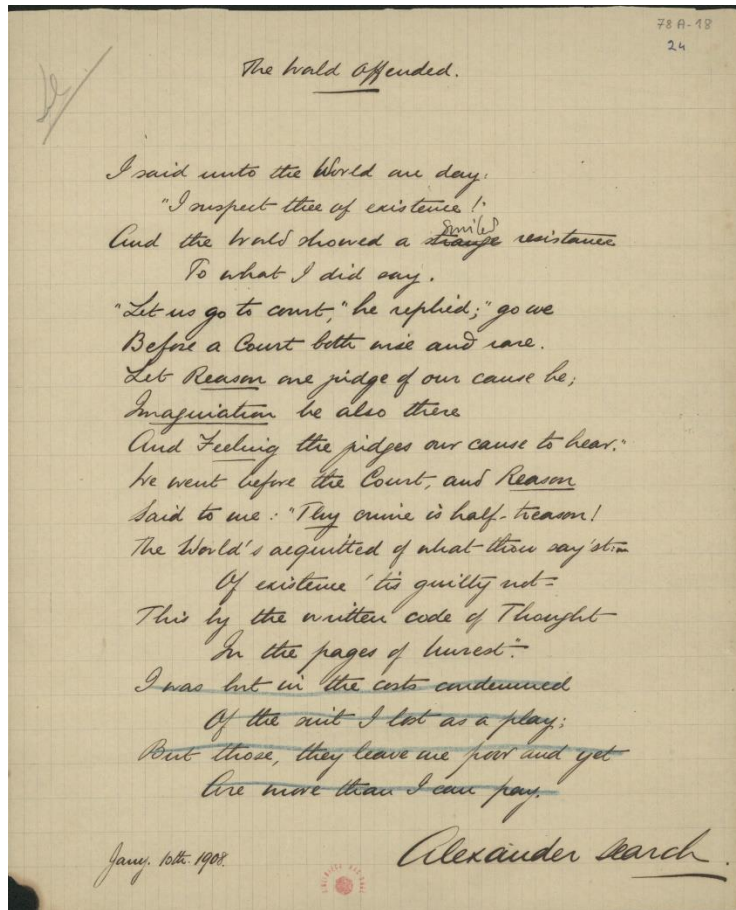 78A-18
24
The World Offended.
I said unto the World one day:
"I suspect thee of existence!"
smiled
And the World showed a strange resistance
To what I did say.
"Let us go to court," he replied; "go we
Before a Court both wise and rare.
Let Reason one judge of our cause be;
Imagination be also there
And Feeling the judges our cause to hear."
We went before the Court, and Reason
Said to me: "Thy crime is half-treason!
The World's acquitted of what thou say'st:—
Of existence 'tis guilty not—
This by the written code of Thought
In the pages of Unrest."
I was but in the costs condemned
Of the suit I lost as a play;
But those, they leave me poor and yet
Are more than I can pay.
Jany. 10th. 1908.
Alexander Search.